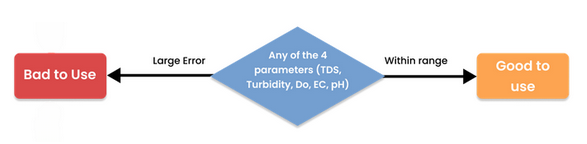 Bad to Use
Large Error
Any of the 4
parameters (TDS,
Turbidity, Do, EC, pH)
Within range
Good to
use